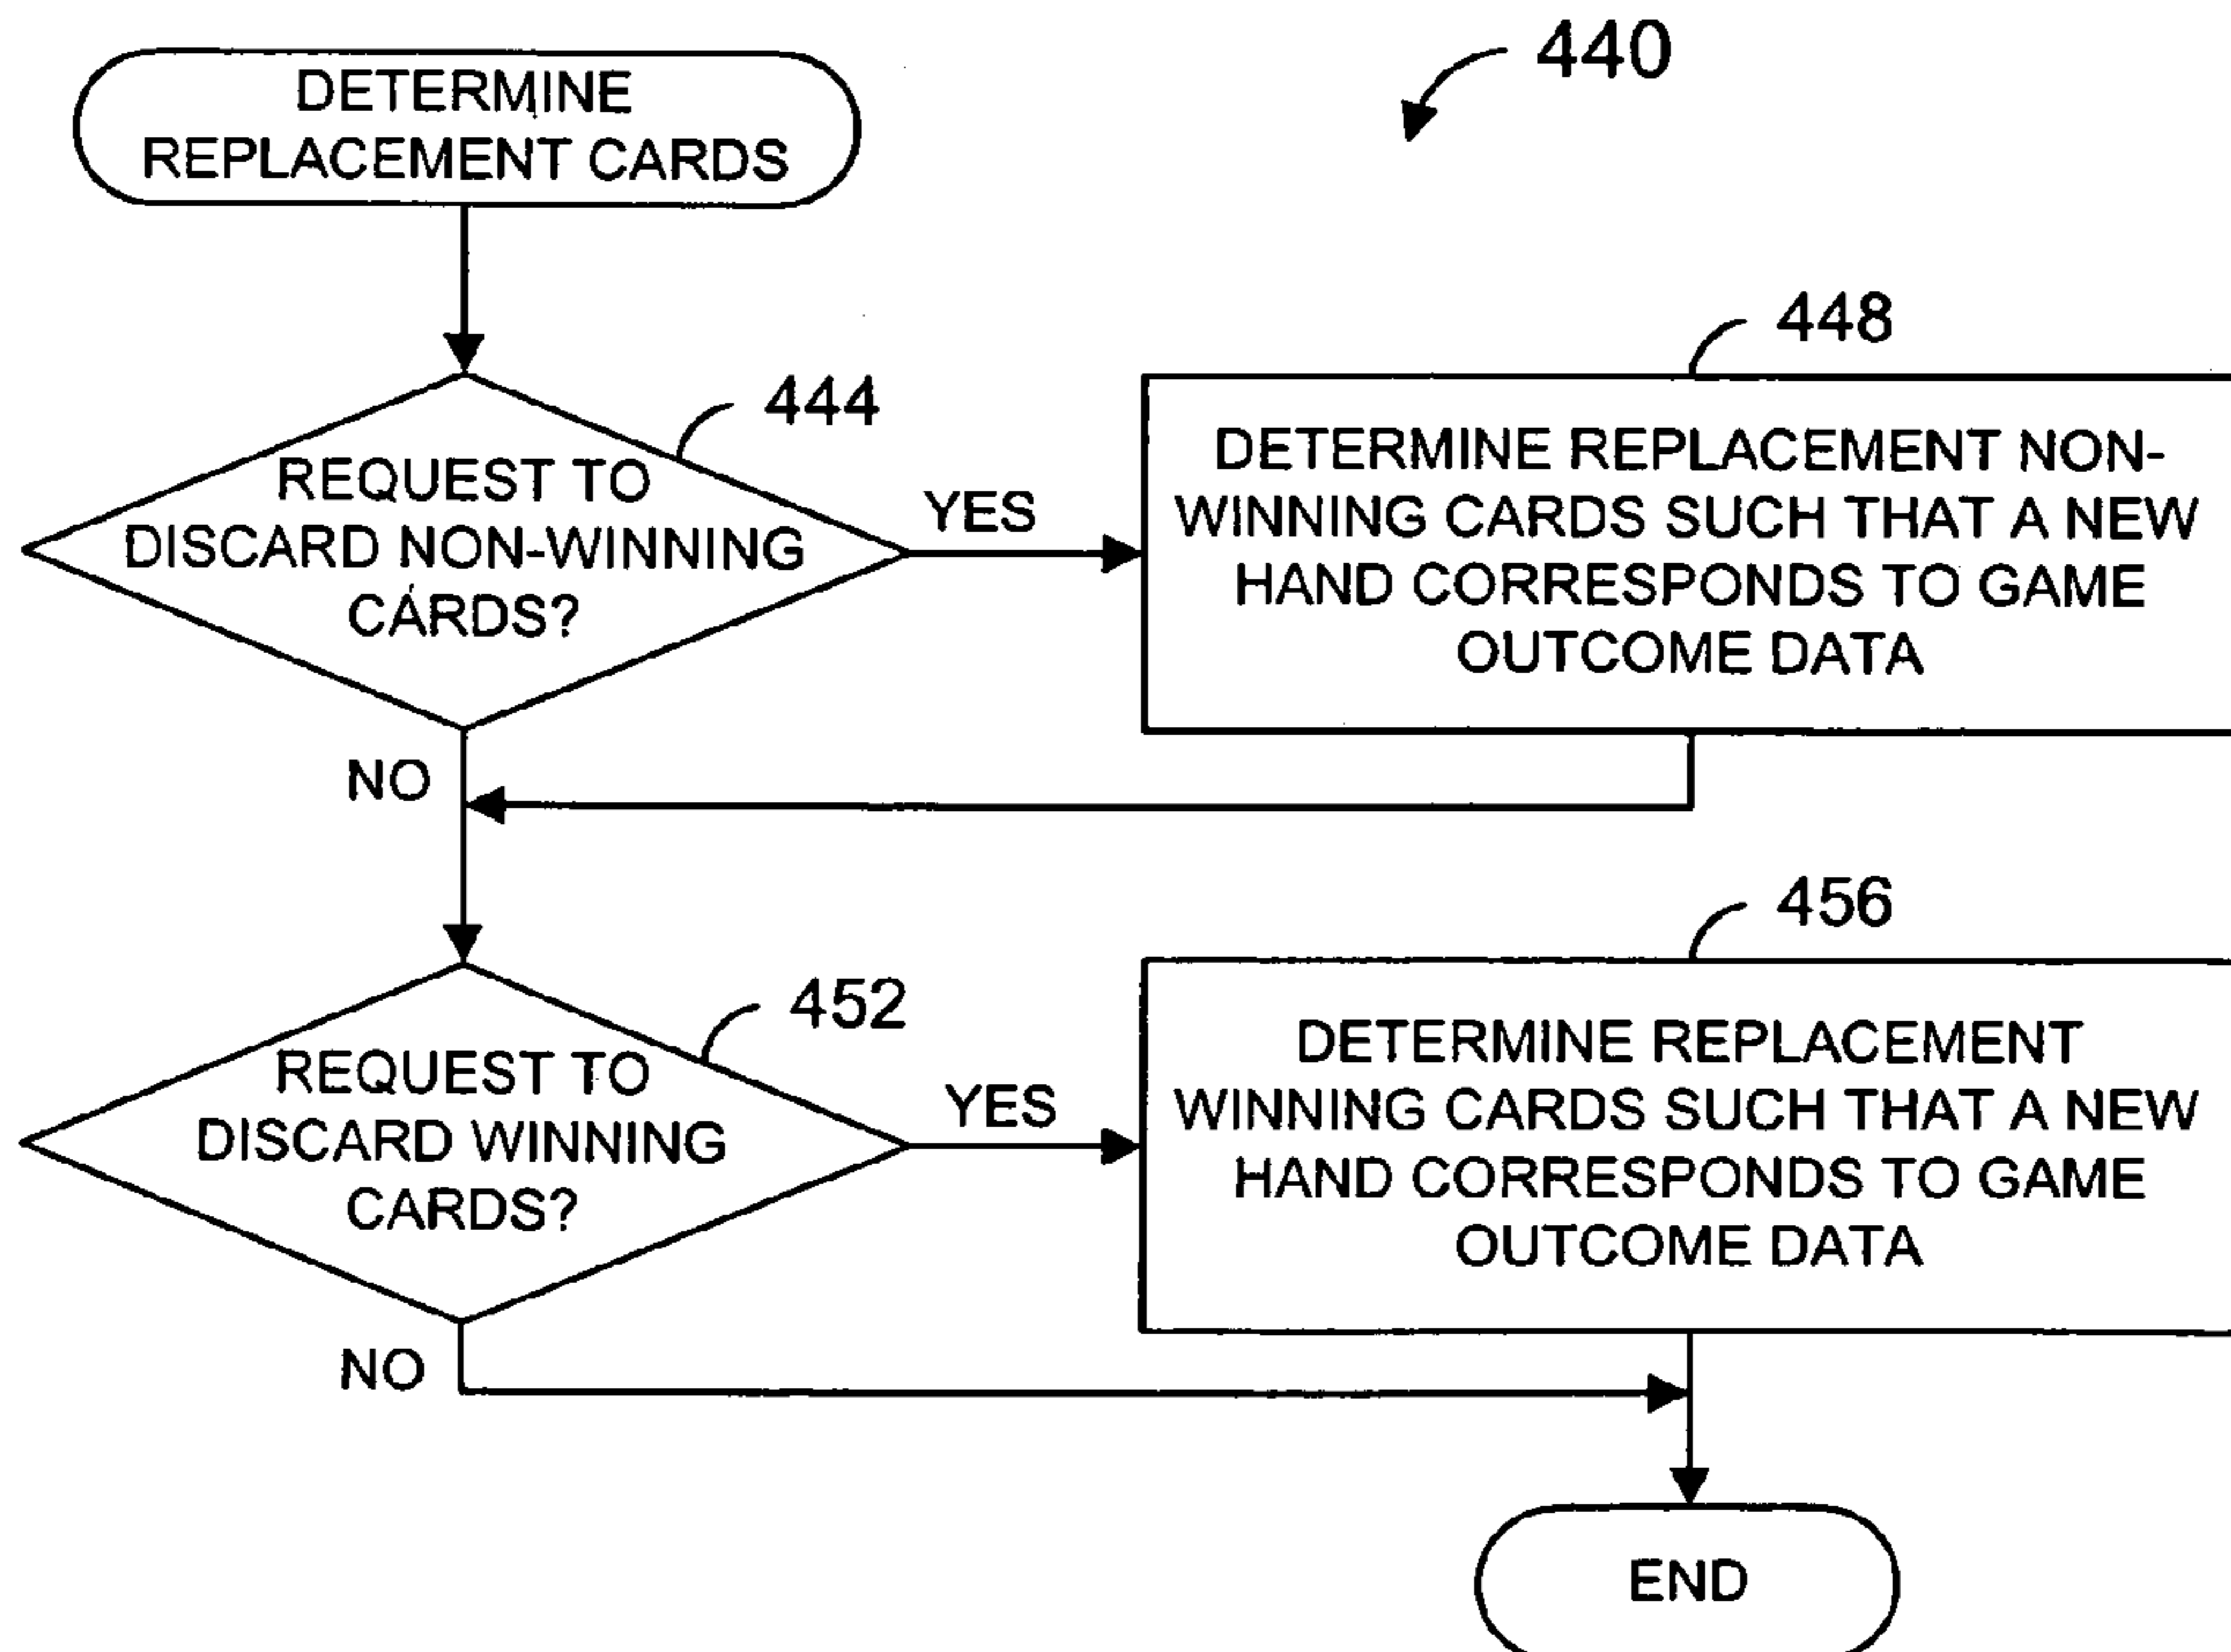 440
DETERMINE
REPLACEMENT CARDS
444
REQUEST TO
DISCARD NON-WINNING
CARDS?
YES
448
DETERMINE REPLACEMENT NON-
WINNING CARDS SUCH THAT A NEW
HAND CORRESPONDS TO GAME
OUTCOME DATA
NO
452
REQUEST TO
DISCARD WINNING
CARDS?
YES
456
DETERMINE REPLACEMENT
WINNING CARDS SUCH THAT A NEW
HAND CORRESPONDS TO GAME
OUTCOME DATA
NO
END